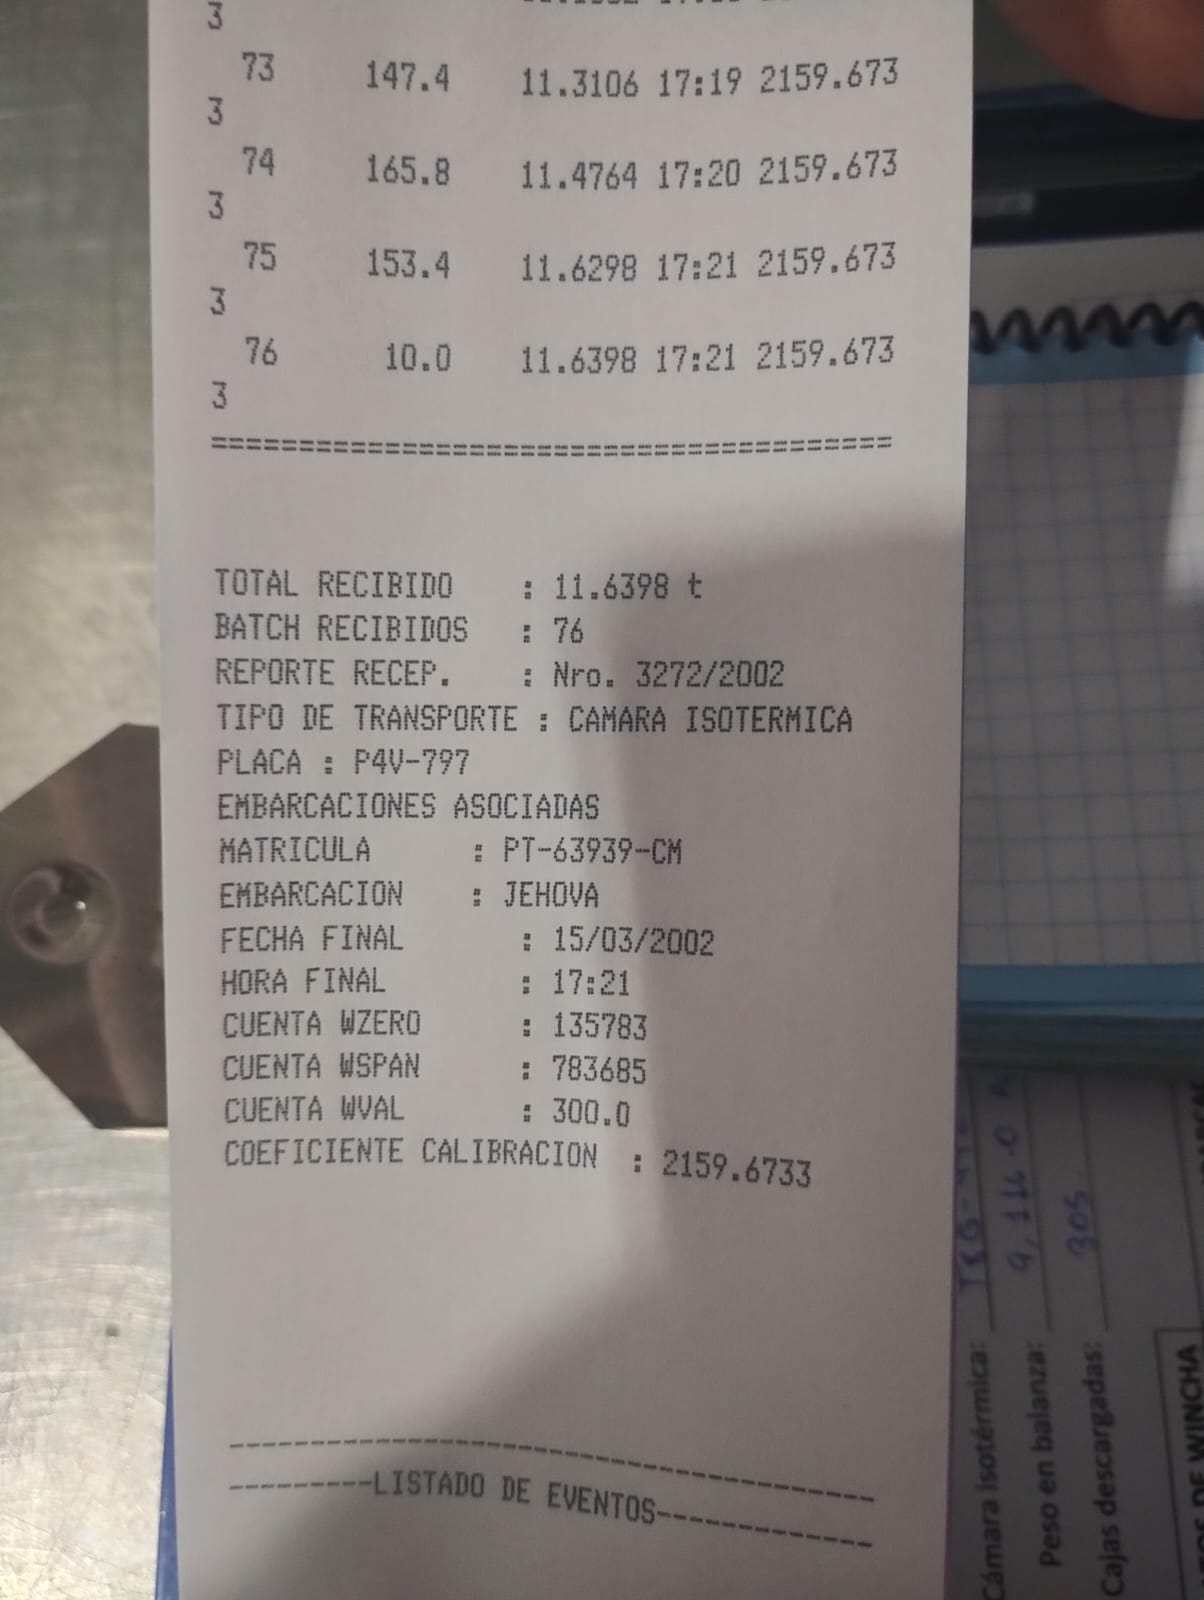 3
73 147.4 11.3106 17:19 2159.673
3
74 165.8 11.4764 17:20 2159.673
3
75 153.4 11.6298 17:21 2159.673
3
76 10.0 11.6398 17:21 2159.673
3
=======================================
TOTAL RECIBIDO : 11.6398 t
BATCH RECIBIDOS : 76
REPORTE RECEP. : Nro. 3272/2002
TIPO DE TRANSPORTE : CAMARA ISOTERMICA
PLACA : P4V-797
EMBARCACIONES ASOCIADAS
MATRICULA : PT-63939-CM
EMBARCACION : JEHOVA
FECHA FINAL : 15/03/2002
HORA FINAL : 17:21
CUENTA WZERO : 135783
CUENTA WSPAN : 783685
CUENTA WVAL : 300.0
COEFICIENTE CALIBRACION : 2159.6733
---------------------------------------
---------LISTADO DE EVENTOS-------------
Cámara isotérmica:
Peso en balanza:
Cajas descargadas: 305
DE WINCHA